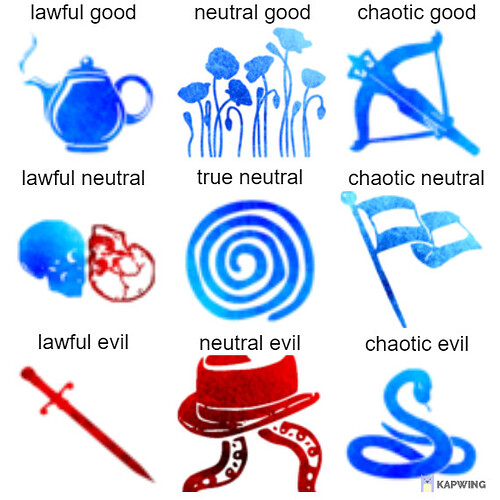 lawful good
neutral good
chaotic good
lawful neutral
true neutral
chaotic neutral
lawful evil
neutral evil
chaotic evil
KAPWING